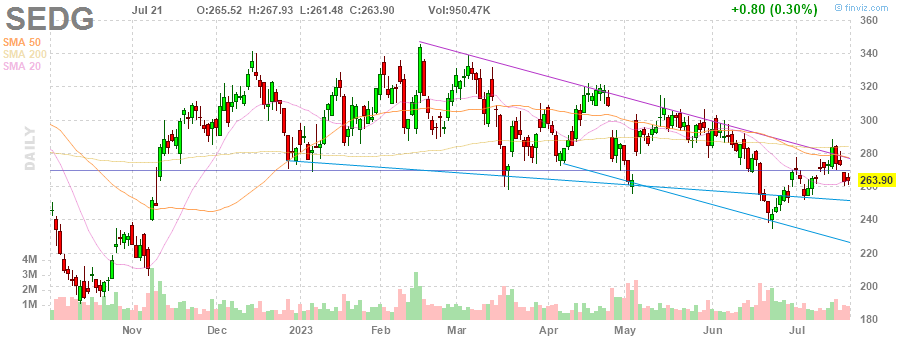 SEDG
Jul 21 O:265.52 H:267.93 L:261.48 C:263.90 Vol:950.47K +0.80 (0.30%)
finviz.com
SMA 50
SMA 200
SMA 20
DAILY
360
340
320
300
280
263.90
260
240
220
200
180
4M
3M
2M
1M
Nov Dec 2023 Feb Mar Apr May Jun Jul